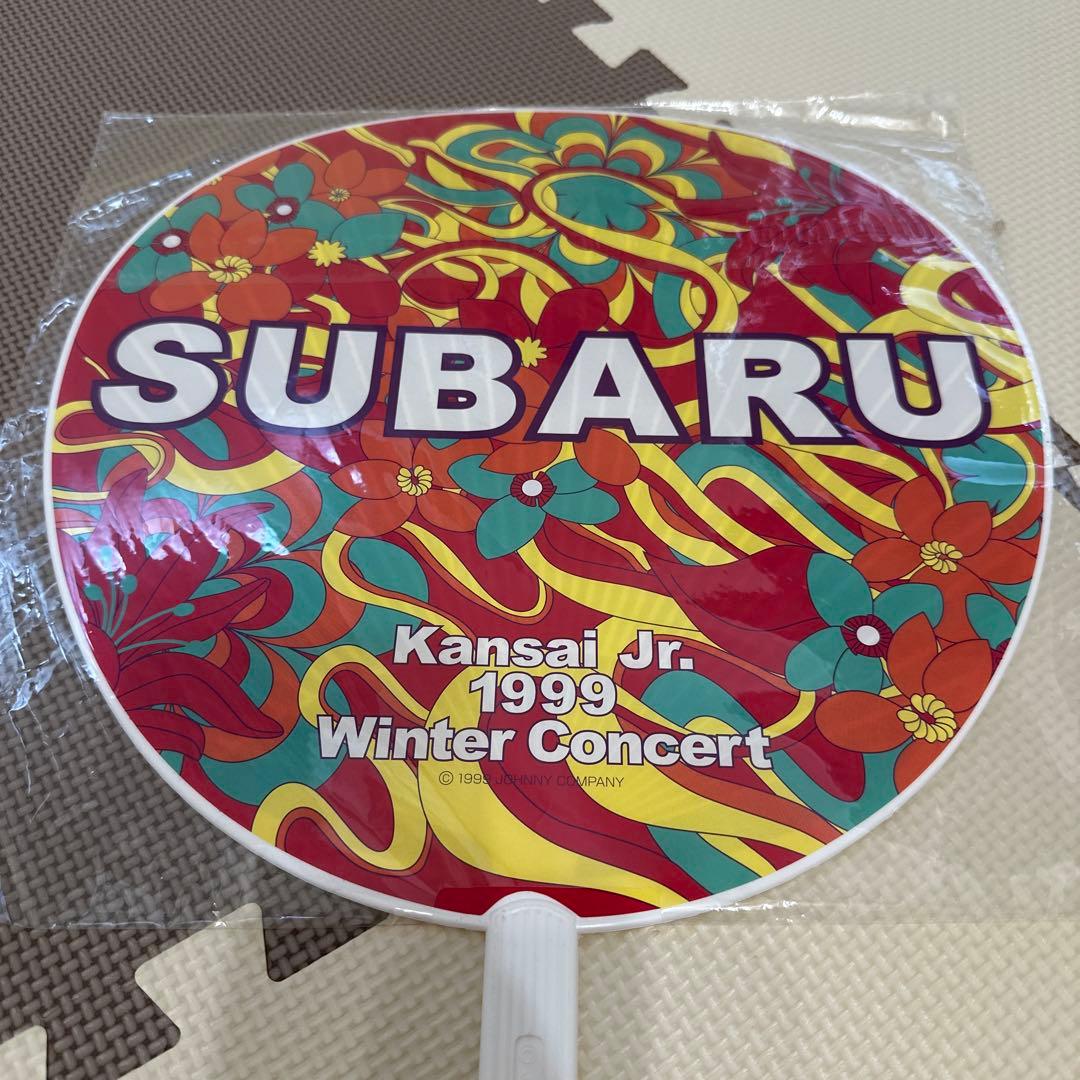 SUBARU
Kansai Jr.
1999
Winter Concert
© 1999 JOHNNY COMPANY